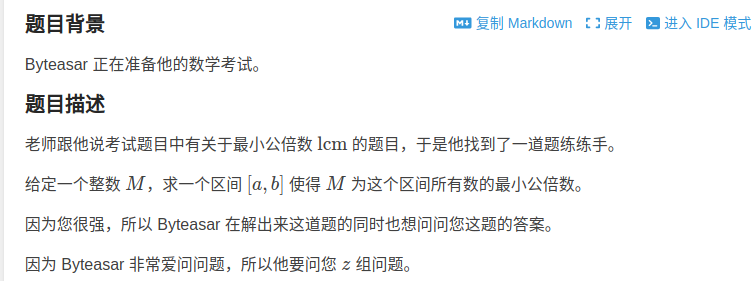 题目背景
复制 Markdown 展开 进入 IDE 模式
Byteasar 正在准备他的数学考试。
题目描述
老师跟他说考试题目中有关于最小公倍数 lcm 的题目，于是他找到了一道题练练手。
给定一个整数 M，求一个区间 [a, b] 使得 M 为这个区间所有数的最小公倍数。
因为您很强，所以 Byteasar 在解出来这道题的同时也想问问您这题的答案。
因为 Byteasar 非常爱问问题，所以他要问您 z 组问题。